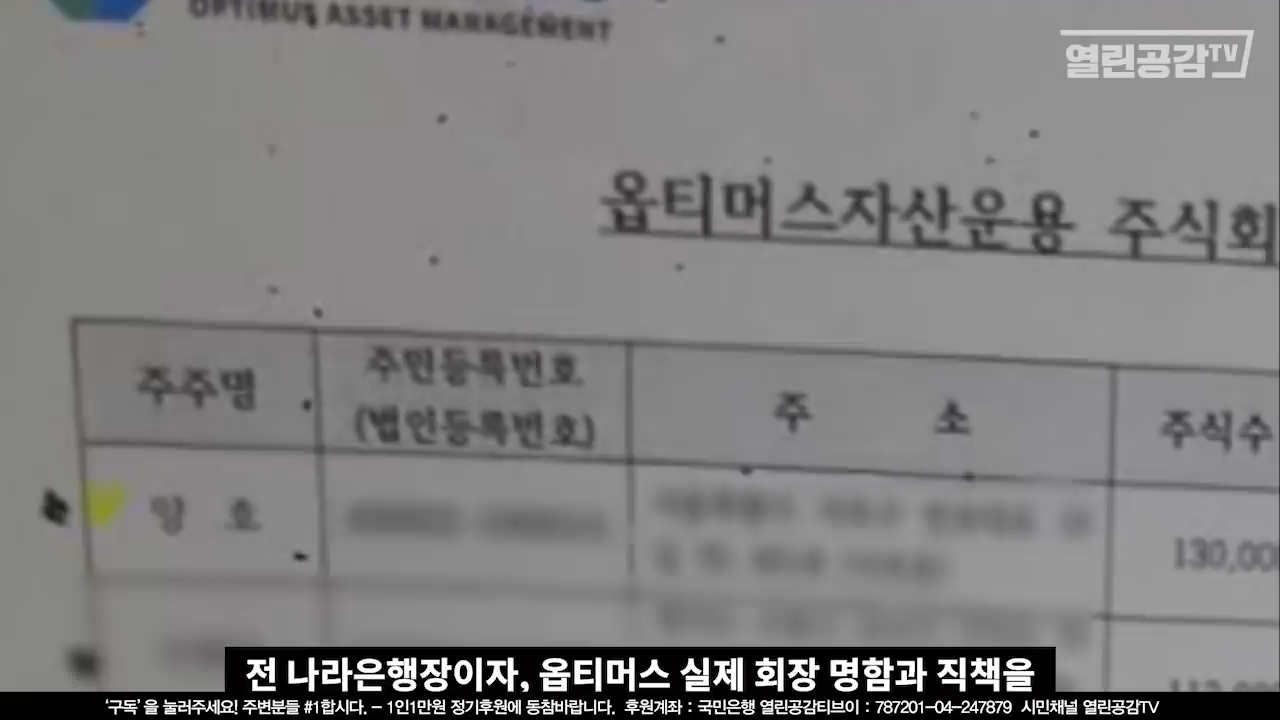 OPTIMUS ASSET MANAGEMENT
열린공감TV
옵티머스자산운용 주식회
주주명
주민등록번호
(법인등록번호)
주 소
주식수
양 호
130,00
전 나라은행장이자, 옵티머스 실제 회장 명함과 직책을
'구독'을 눌러주세요! 주변분들 #1합시다. - 1인1만원 정기후원에 동참바랍니다. 후원계좌 : 국민은행 열린공감티브이 : 787201-04-247879 시민채널 열린공감TV